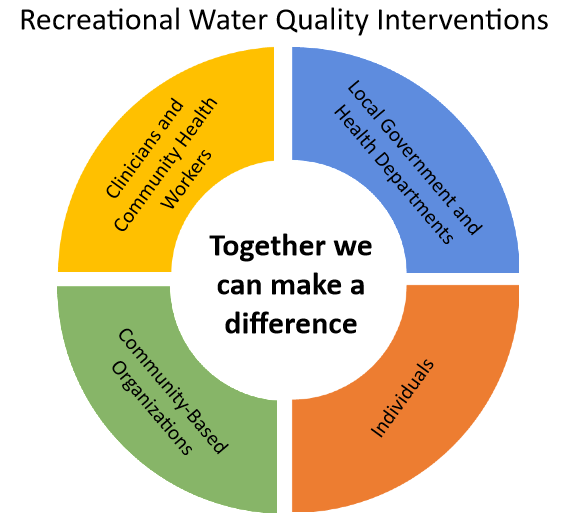 Recreational Water Quality Interventions
Clinicians and
Community Health
Workers
Local Government and
Health Departments
Together we
can make a
difference
Community-Based
Organizations
Individuals